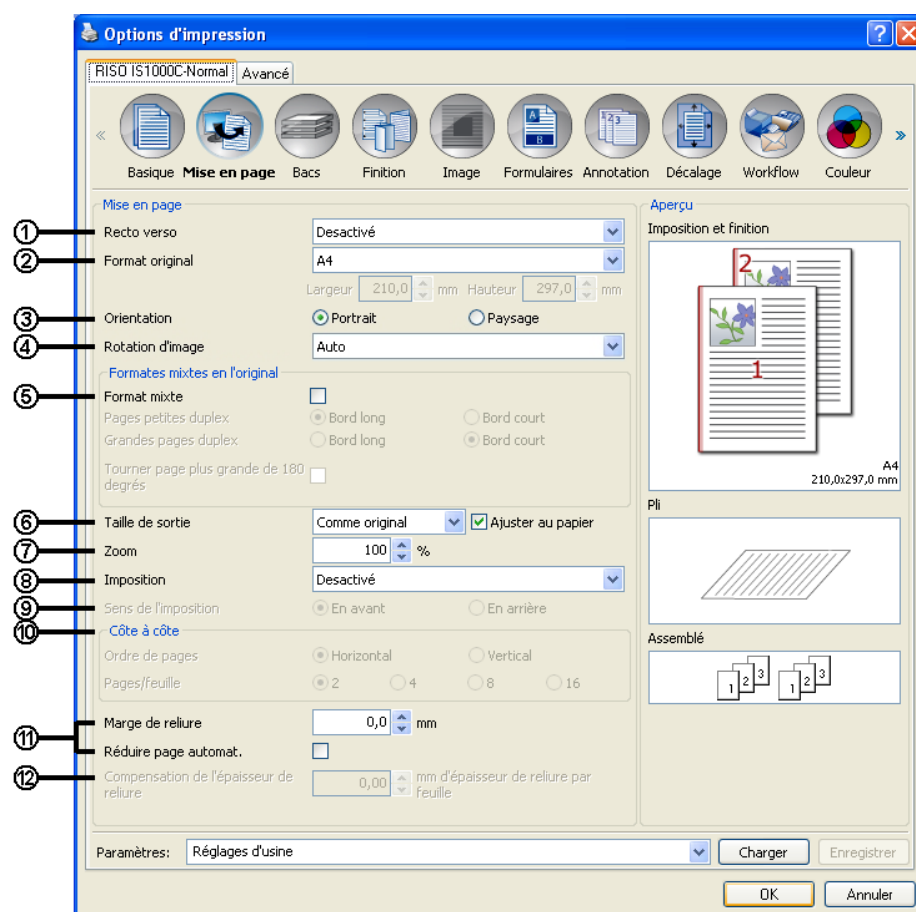 Options d'impression
RISO IS1000C-Normal Avancé
« Basique Mise en page Bacs Finition Image Formulaires Annotation Décalage Workflow Couleur »
Mise en page
① Recto verso Desactivé
② Format original A4
Largeur 210,0 mm Hauteur 297,0 mm
③ Orientation Portrait Paysage
④ Rotation d'image Auto
Formates mixtes en l'original
⑤ Format mixte
Pages petites duplex Bord long Bord court
Grandes pages duplex Bord long Bord court
Tourner page plus grande de 180
degrés
⑥ Taille de sortie Comme original Ajuster au papier
⑦ Zoom 100 %
⑧ Imposition Desactivé
⑨ Sens de l'imposition En avant En arrière
⑩ Côte à côte
Ordre de pages Horizontal Vertical
Pages/feuille 2 4 8 16
⑪ Marge de reliure 0,0 mm
Réduire page automat.
⑫ Compensation de l'épaisseur de
reliure
0,00 mm d'épaisseur de reliure par
feuille
Aperçu
Imposition et finition
2
1
A4
210,0x297,0 mm
Pli
Assemblé
1 2 3 1 2 3
Paramètres: Réglages d'usine Charger Enregistrer
OK Annuler